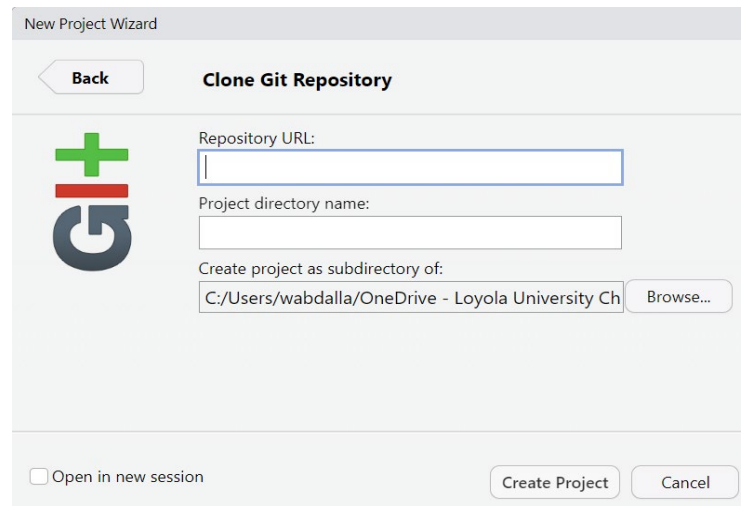 New Project Wizard
Back
Clone Git Repository
GIt
Repository URL:
Project directory name:
Create project as subdirectory of:
C:/Users/wabdalla/OneDrive - Loyola University Ch
Browse...
Open in new session
Create Project
Cancel